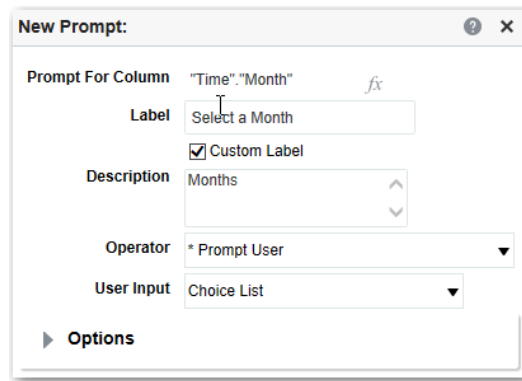 New Prompt:
Prompt For Column "Time"."Month" fx
Label Select a Month
Custom Label
Description Months
Operator * Prompt User
User Input Choice List
Options